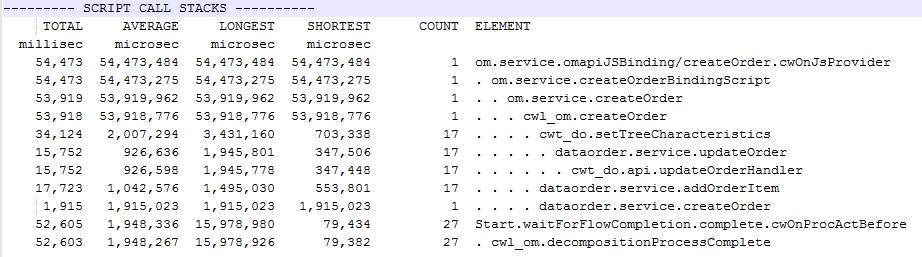 --------- SCRIPT CALL STACKS ----------
TOTAL AVERAGE LONGEST SHORTEST COUNT ELEMENT
millisec microsec microsec microsec
54,473 54,473,484 54,473,484 54,473,484 1 om.service.omapiJSBinding/createOrder.cwOnJsProvider
54,473 54,473,275 54,473,275 54,473,275 1 . om.service.createOrderBindingScript
53,919 53,919,962 53,919,962 53,919,962 1 . . om.service.createOrder
53,918 53,918,776 53,918,776 53,918,776 1 . . . cwl_om.createOrder
34,124 2,007,294 3,431,160 703,338 17 . . . . cwt_do.setTreeCharacteristics
15,752 926,636 1,945,801 347,506 17 . . . . . dataorder.service.updateOrder
15,752 926,598 1,945,778 347,448 17 . . . . . . cwt_do.api.updateOrderHandler
17,723 1,042,576 1,495,030 553,801 17 . . . . dataorder.service.addOrderItem
1,915 1,915,023 1,915,023 1,915,023 1 . . . . dataorder.service.createOrder
52,605 1,948,336 15,978,980 79,434 27 Start.waitForFlowCompletion.complete.cwOnProcActBefore
52,603 1,948,267 15,978,926 79,382 27 . cwl_om.decompositionProcessComplete